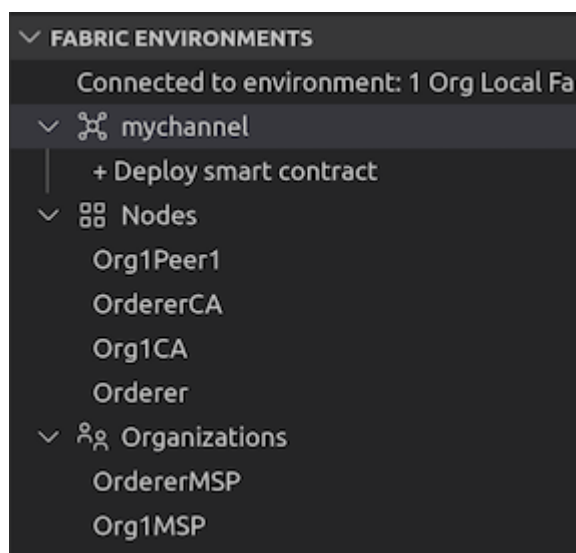 FABRIC ENVIRONMENTS
Connected to environment: 1 Org Local Fa
mychannel
+ Deploy smart contract
Nodes
Org1Peer1
OrdererCA
Org1CA
Orderer
Organizations
OrdererMSP
Org1MSP